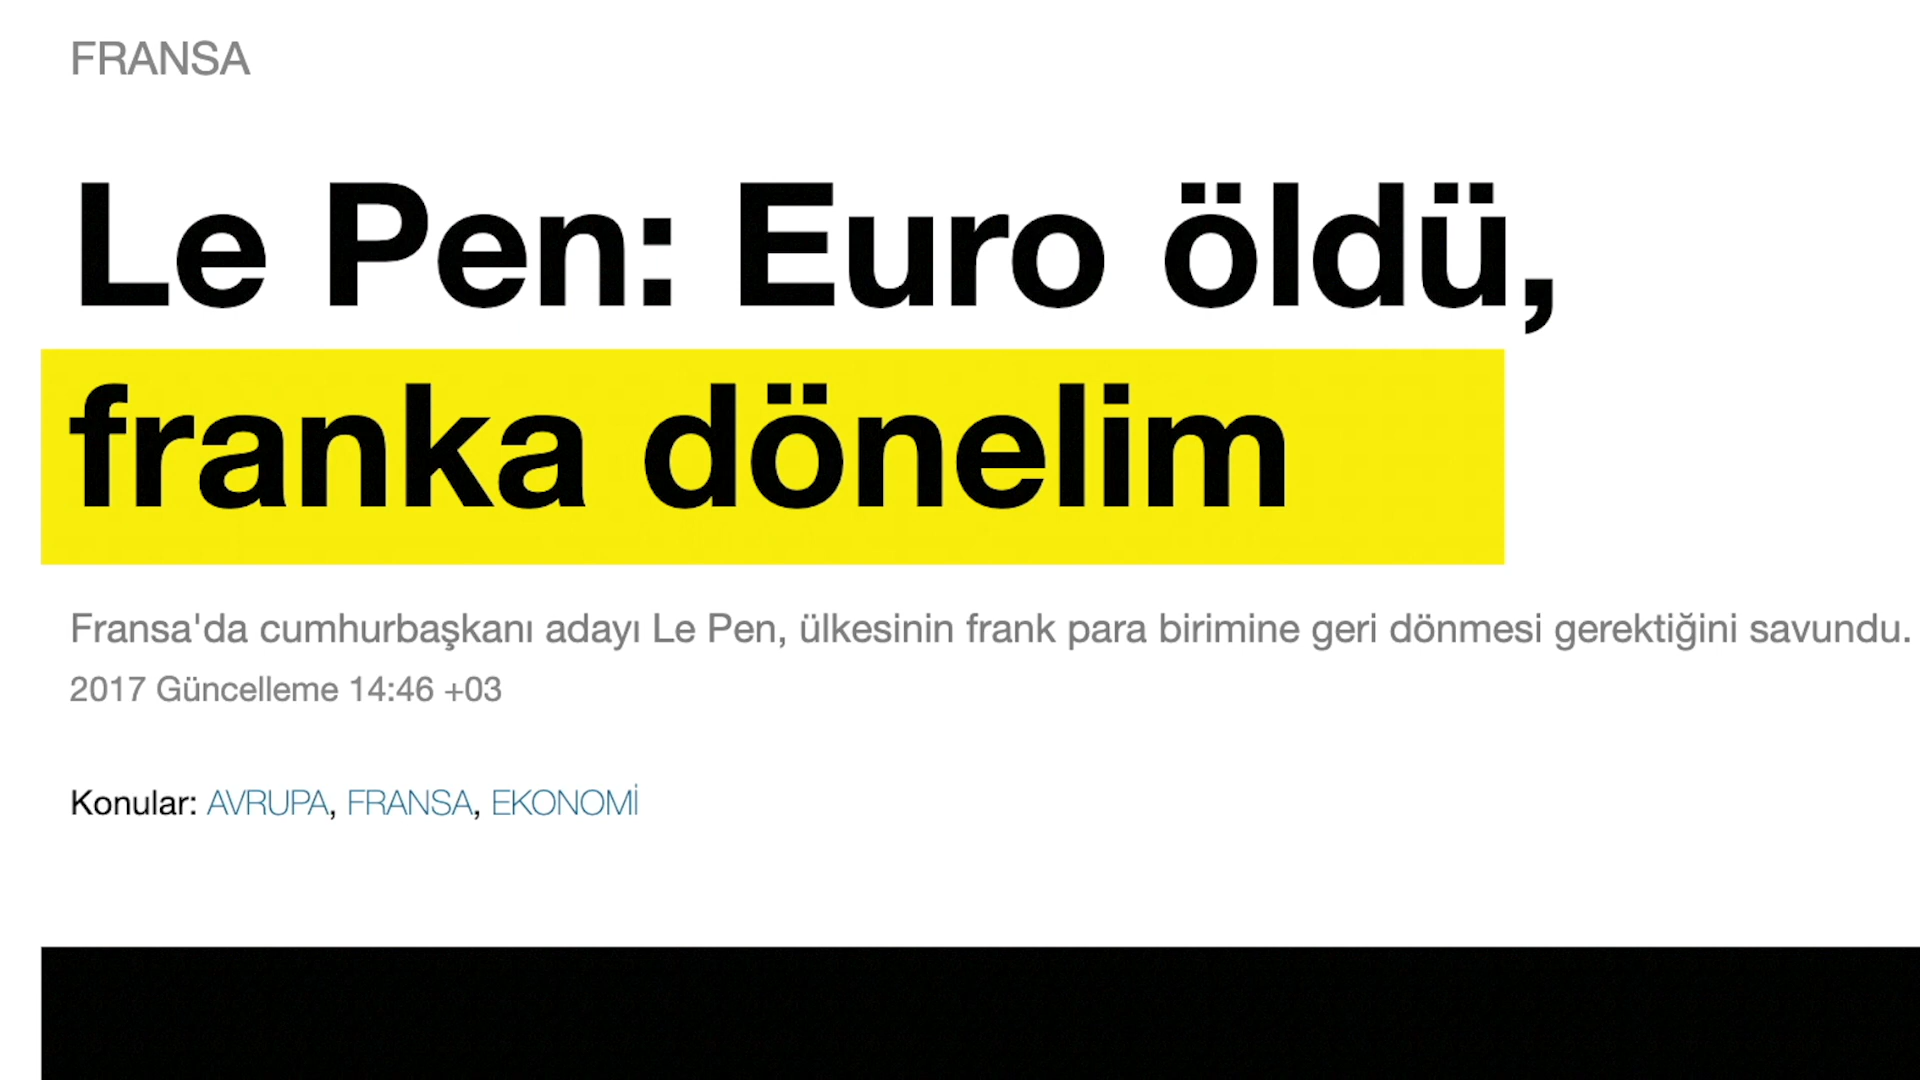 FRANSA
Le Pen: Euro öldü,
franka dönelim
Fransa'da cumhurbaşkanı adayı Le Pen, ülkesinin frank para birimine geri dönmesi gerektiğini savundu.
2017 Güncelleme 14:46 +03
Konular: AVRUPA, FRANSA, EKONOMİ